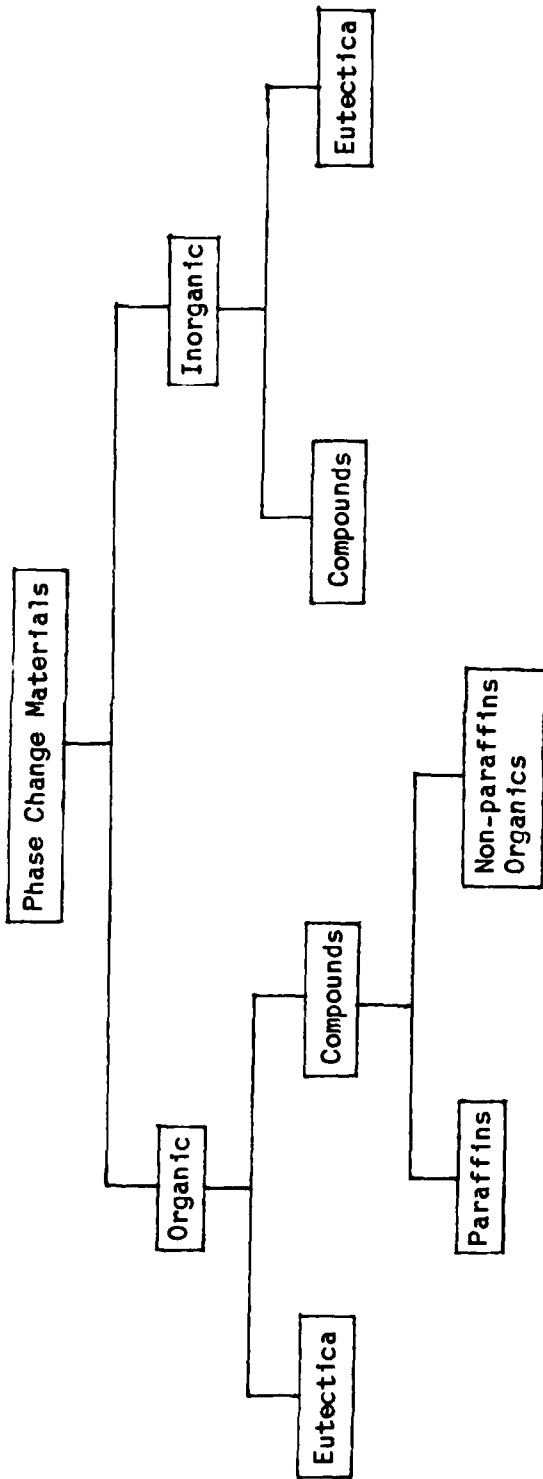 Phase Change Materials
Organic
Inorganic
Eutectica
Compounds
Compounds
Eutectica
Paraffins
Non-paraffins
Organics